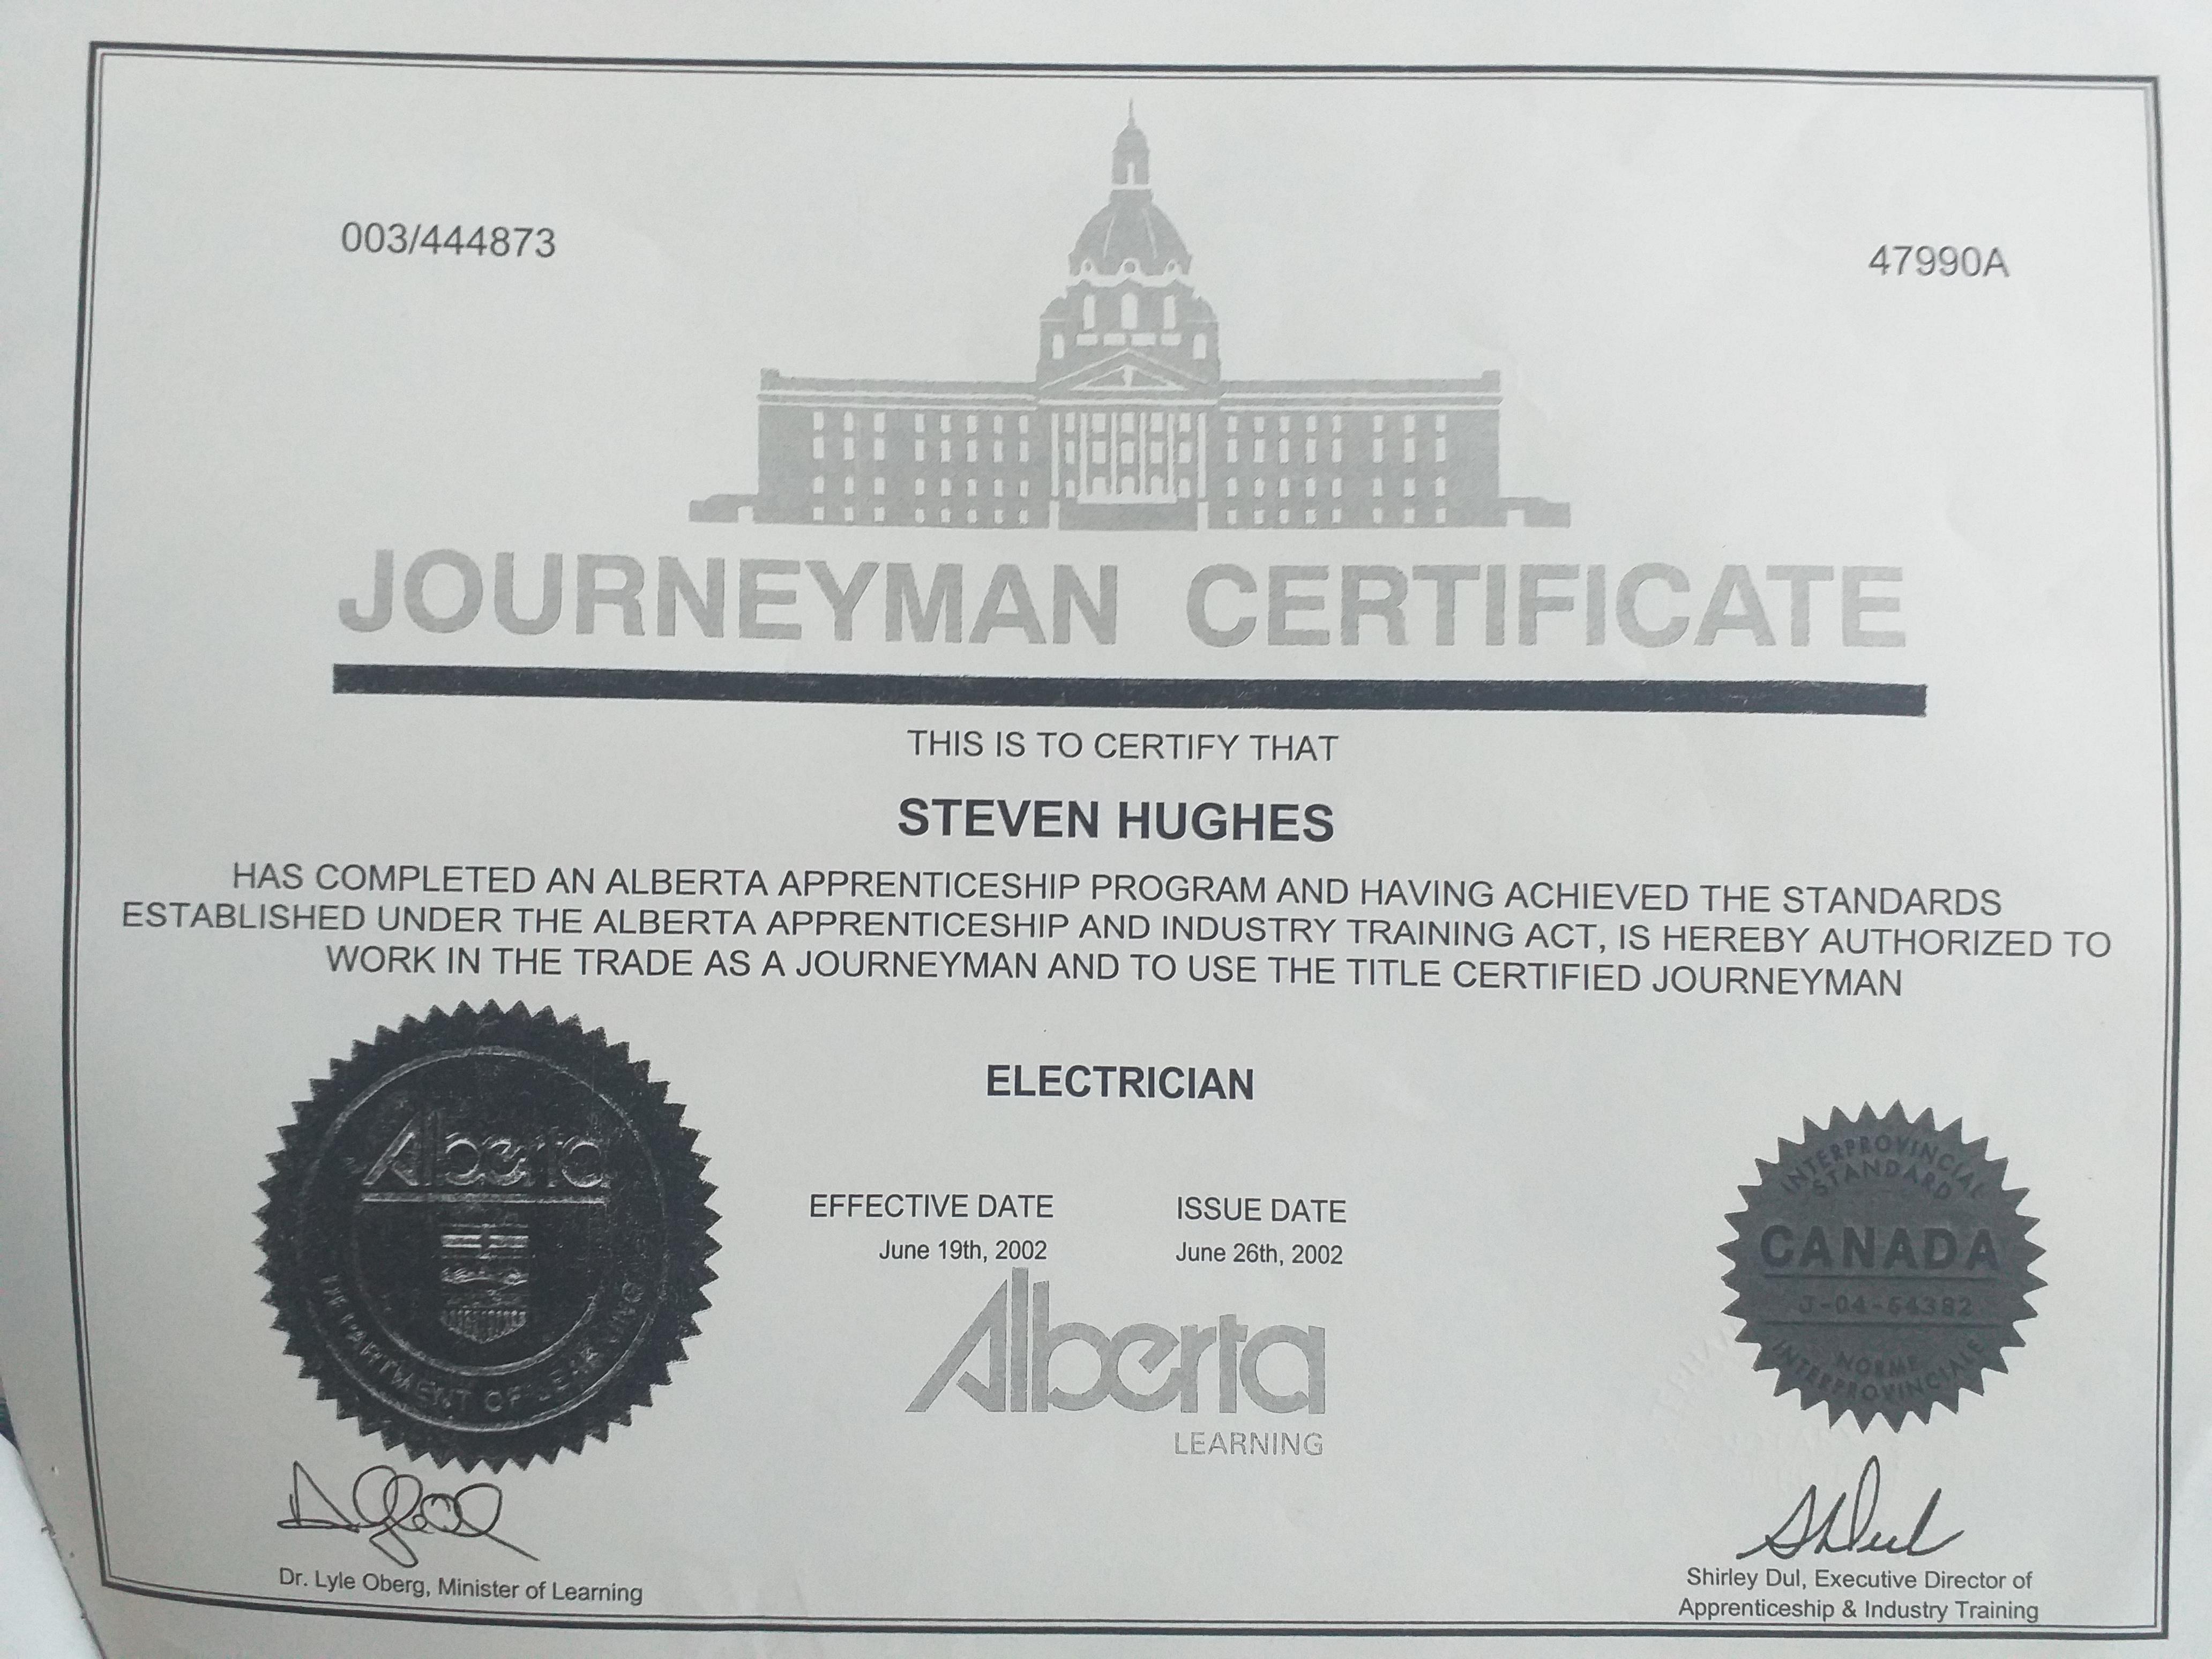 003/444873
47990A
JOURNEYMAN CERTIFICATE
THIS IS TO CERTIFY THAT
STEVEN HUGHES
HAS COMPLETED AN ALBERTA APPRENTICESHIP PROGRAM AND HAVING ACHIEVED THE STANDARDS
ESTABLISHED UNDER THE ALBERTA APPRENTICESHIP AND INDUSTRY TRAINING ACT, IS HEREBY AUTHORIZED TO
WORK IN THE TRADE AS A JOURNEYMAN AND TO USE THE TITLE CERTIFIED JOURNEYMAN
ELECTRICIAN
Alberta
DEPARTMENT OF LEARNING
EFFECTIVE DATE ISSUE DATE
June 19th, 2002 June 26th, 2002
Alberta
LEARNING
INTERPROVINCIAL
STANDARD
CANADA
J-04-64382
NORME
INTERPROVINCIALE
Dr. Lyle Oberg, Minister of Learning
Shirley Dul, Executive Director of
Apprenticeship & Industry Training